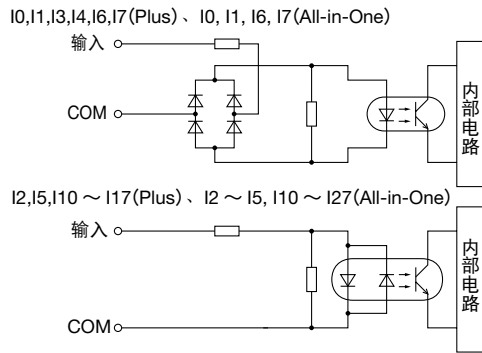 I0,I1,I3,I4,I6,I7(Plus)、I0, I1, I6, I7(All-in-One)
输入
COM
内部电路
I2,I5,I10～I17(Plus)、I2～I5, I10～I27(All-in-One)
输入
COM
内部电路